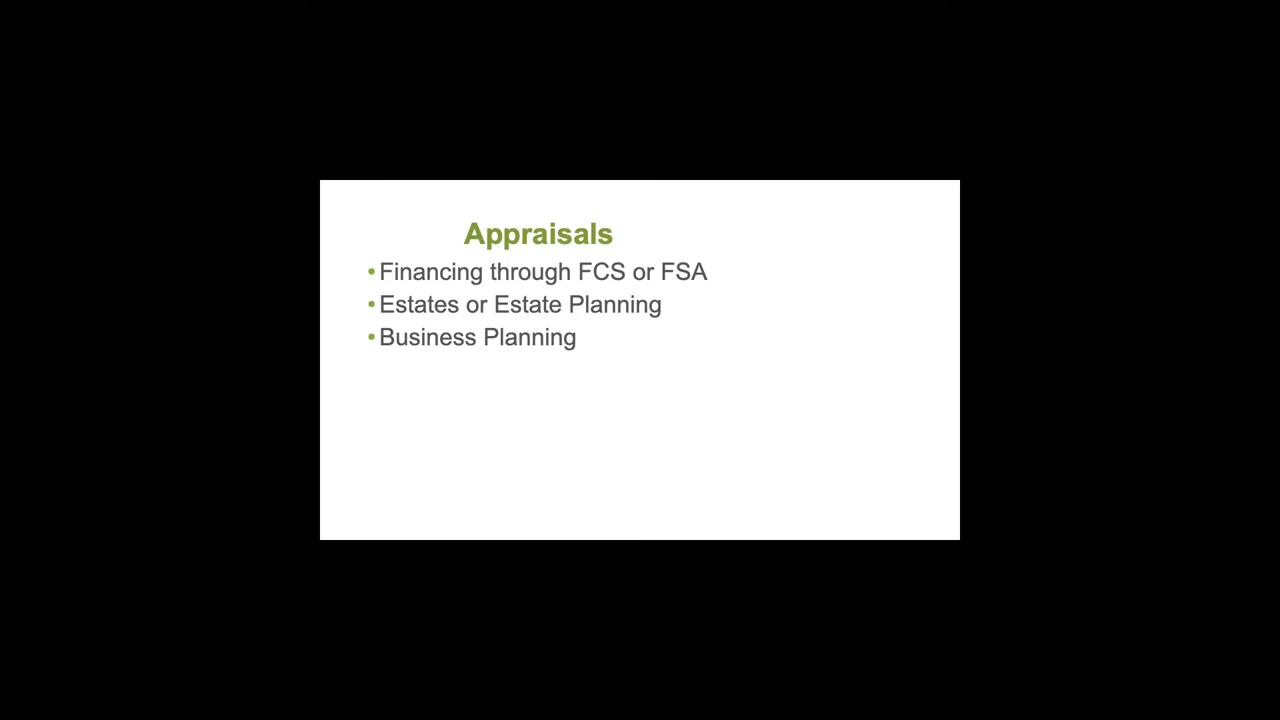 Appraisals
•Financing through FCS or FSA
•Estates or Estate Planning
•Business Planning